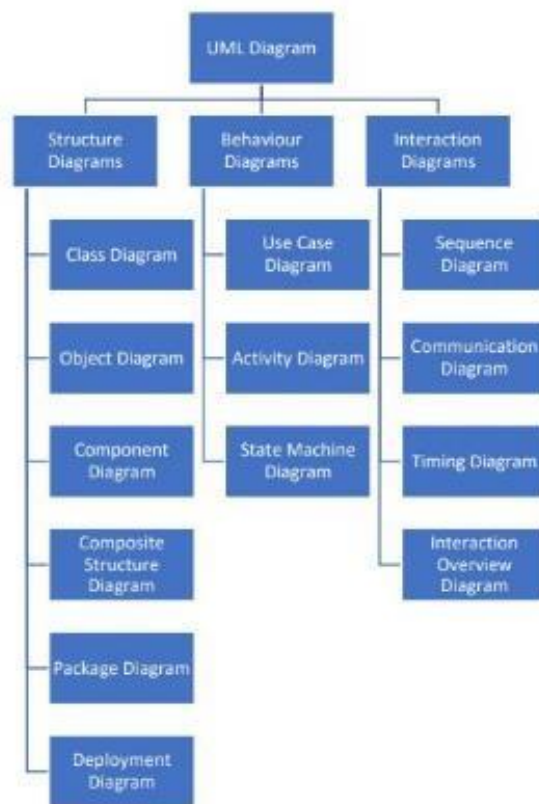 UML Diagram
Structure
Diagrams
Behaviour
Diagrams
Interaction
Diagrams
Class Diagram
Use Case
Diagram
Sequence
Diagram
Object Diagram
Activity Diagram
Communication
Diagram
Component
Diagram
State Machine
Diagram
Timing Diagram
Composite
Structure
Diagram
Interaction
Overview
Diagram
Package Diagram
Deployment
Diagram